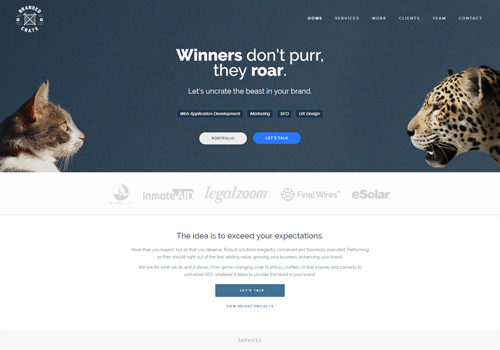 BRANDED
CRATE
HOME SERVICES WORK CLIENTS TEAM CONTACT
Winners don't purr,
they roar.
Let's uncrate the beast in your brand.
Web Application Development Marketing SEO UX Design
PORTFOLIO LET'S TALK
inmateAID legalzoom Final Wires™ eSolar
The idea is to exceed your expectations.
More than you expect, but all that you deserve. Robust solutions elegantly conceived and flawlessly executed. Performing
as they should right out of the box, adding value, growing your business, enhancing your brand.
We live for what we do and it shows. From game-changing code to artfully crafted UX that inspires and converts to
unrivaled SEO, whatever it takes to uncrate the beast in your brand.
LET'S TALK
VIEW RECENT PROJECTS
SERVICES